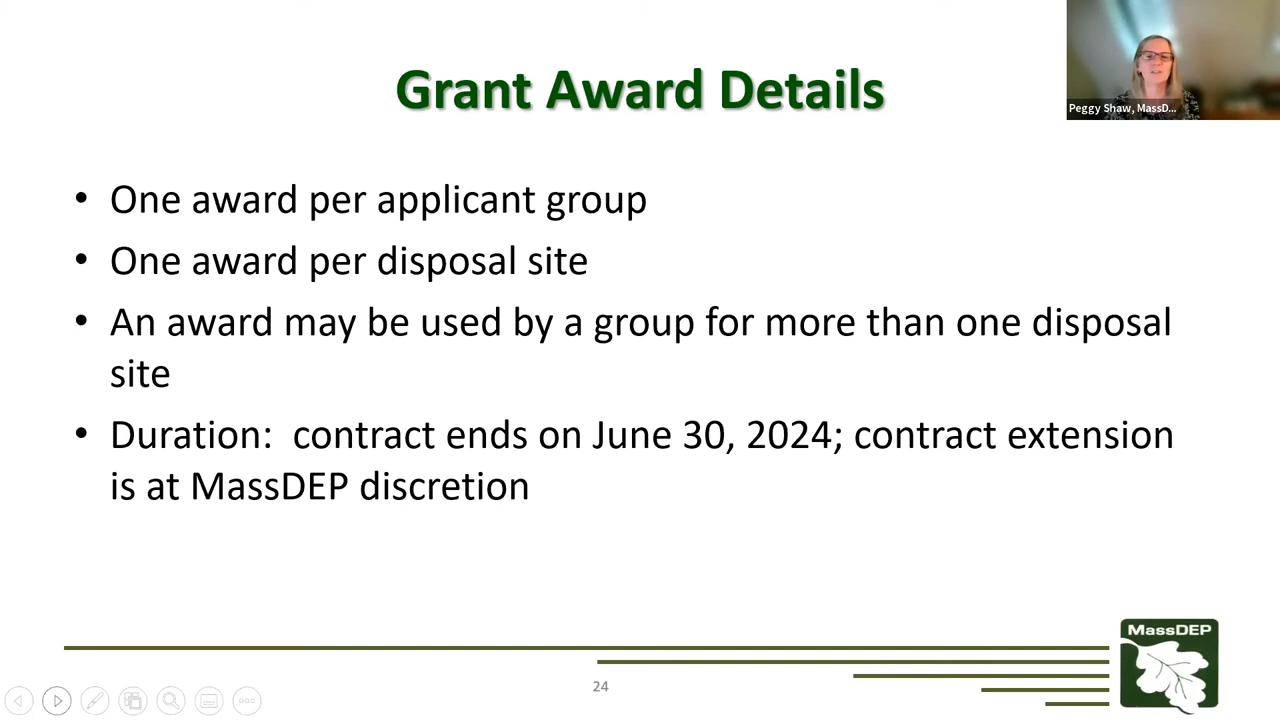 Grant Award Details
Peggy Shaw, MassD...
• One award per applicant group
• One award per disposal site
• An award may be used by a group for more than one disposal
site
• Duration:  contract ends on June 30, 2024; contract extension
is at MassDEP discretion
MassDEP
24